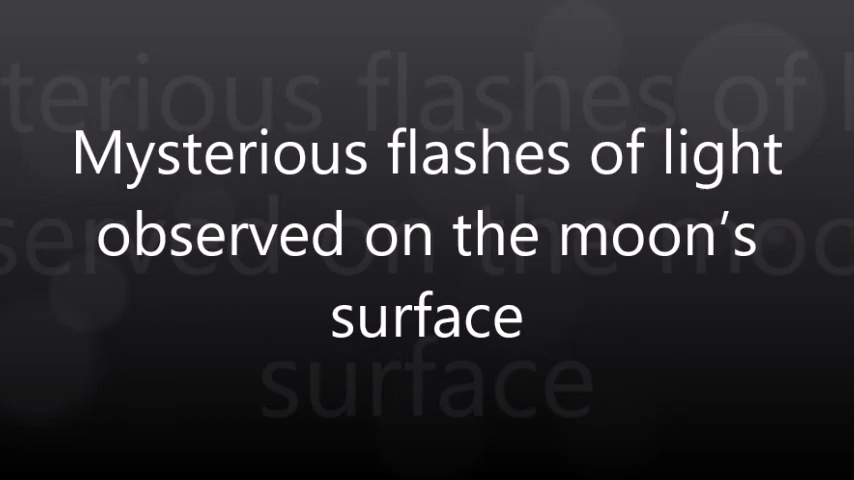 Mysterious flashes of light
observed on the moon's
surface